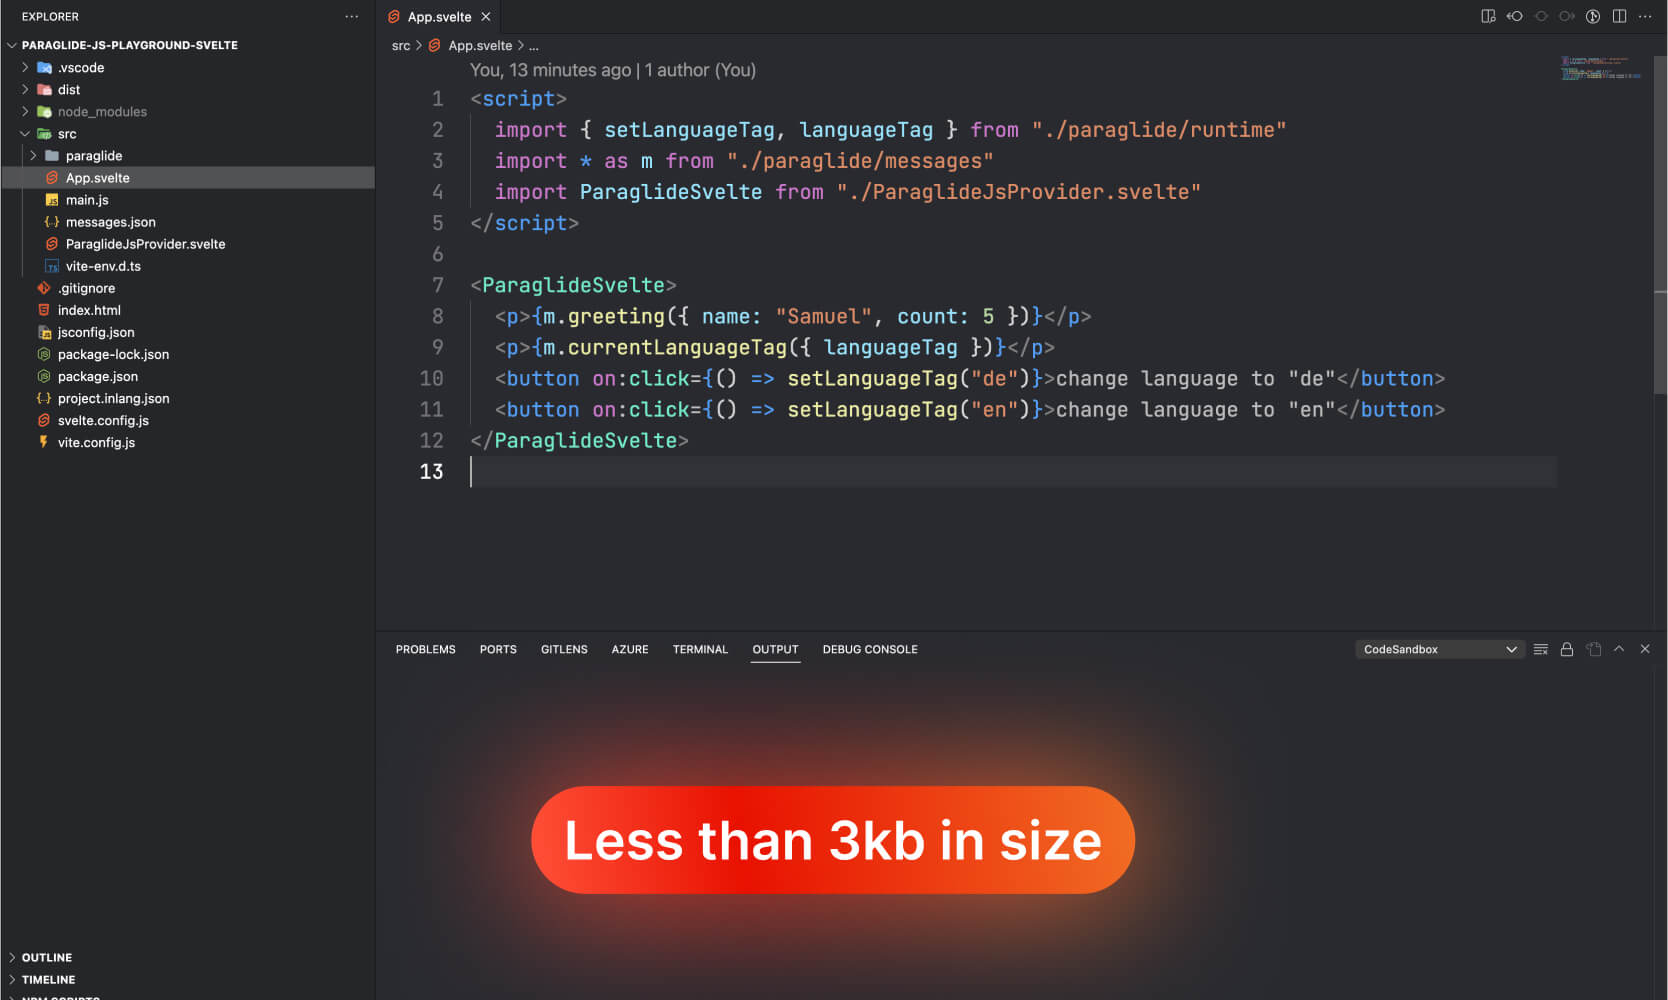 EXPLORER
PARAGLIDE-JS-PLAYGROUND-SVELTE
.vscode
dist
node_modules
src
paraglide
App.svelte
main.js
messages.json
ParaglideJsProvider.svelte
vite-env.d.ts
.gitignore
index.html
jsconfig.json
package-lock.json
package.json
project.inlang.json
svelte.config.js
vite.config.js
OUTLINE
TIMELINE
NPM SCRIPTS
App.svelte
src > App.svelte > ...
You, 13 minutes ago | 1 author (You)
1 <script>
2 import { setLanguageTag, languageTag } from "./paraglide/runtime"
3 import * as m from "./paraglide/messages"
4 import ParaglideSvelte from "./ParaglideJsProvider.svelte"
5 </script>
6
7 <ParaglideSvelte>
8 <p>{m.greeting({ name: "Samuel", count: 5 })}</p>
9 <p>{m.currentLanguageTag({ languageTag })}</p>
10 <button on:click={() => setLanguageTag("de")}>change language to "de"</button>
11 <button on:click={() => setLanguageTag("en")}>change language to "en"</button>
12 </ParaglideSvelte>
13
PROBLEMS PORTS GITLENS AZURE TERMINAL OUTPUT DEBUG CONSOLE CodeSandbox
Less than 3kb in size